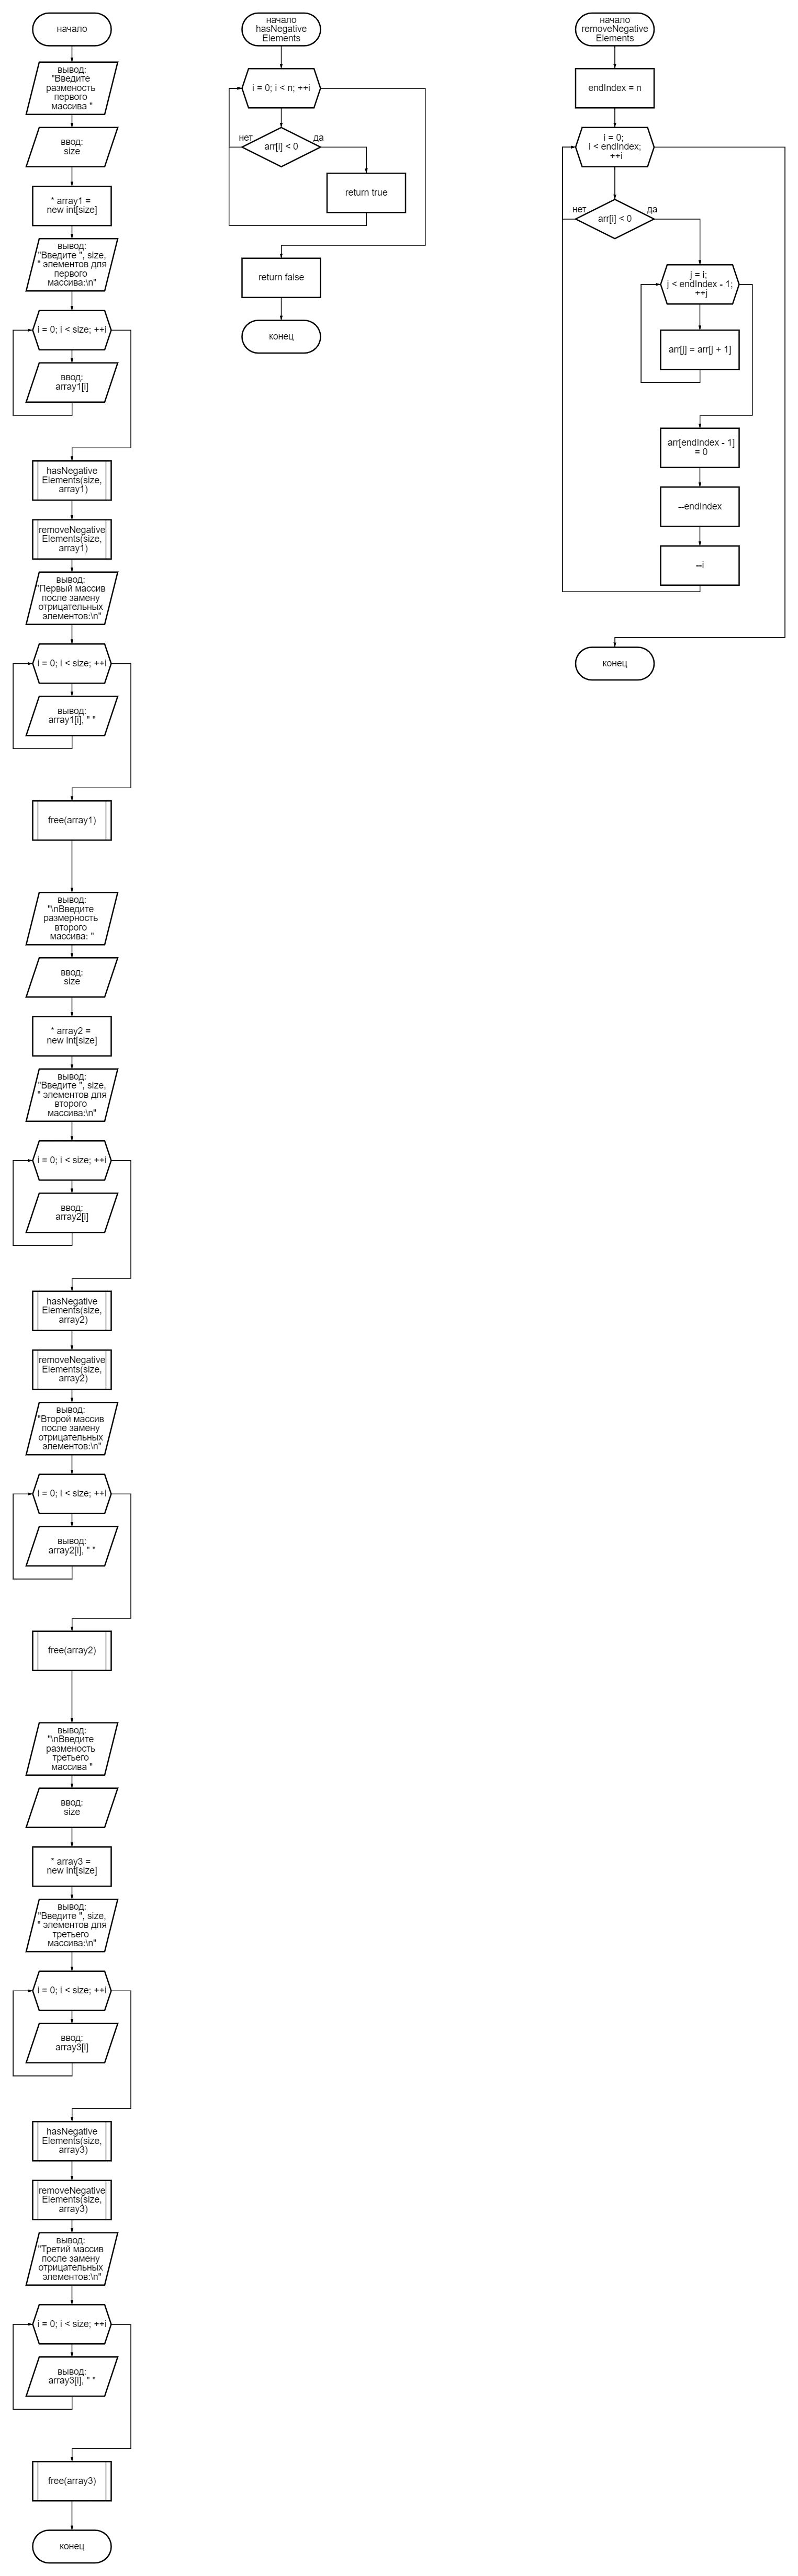 начало
вывод:
"Введите
разменость
первого
массива "
ввод:
size
* array1 =
new int[size]
вывод:
"Введите ", size,
" элементов для
первого
массива:\n"
i = 0; i < size; ++i
ввод:
array1[i]
hasNegative
Elements(size,
array1)
removeNegative
Elements(size,
array1)
вывод:
"Первый массив
после замену
отрицательных
элементов:\n"
i = 0; i < size; ++i
вывод:
array1[i], " "
free(array1)
вывод:
"\nВведите
размерность
второго
массива: "
ввод:
size
* array2 =
new int[size]
вывод:
"Введите ", size,
" элементов для
второго
массива:\n"
i = 0; i < size; ++i
ввод:
array2[i]
hasNegative
Elements(size,
array2)
removeNegative
Elements(size,
array2)
вывод:
"Второй массив
после замену
отрицательных
элементов:\n"
i = 0; i < size; ++i
вывод:
array2[i], " "
free(array2)
вывод:
"\nВведите
разменость
третьего
массива "
ввод:
size
* array3 =
new int[size]
вывод:
"Введите ", size,
" элементов для
третьего
массива:\n"
i = 0; i < size; ++i
ввод:
array3[i]
hasNegative
Elements(size,
array3)
removeNegative
Elements(size,
array3)
вывод:
"Третий массив
после замену
отрицательных
элементов:\n"
i = 0; i < size; ++i
вывод:
array3[i], " "
free(array3)
конец
начало
hasNegative
Elements
i = 0; i < n; ++i
нет
да
arr[i] < 0
return true
return false
конец
начало
removeNegative
Elements
endIndex = n
i = 0;
i < endIndex;
++i
нет
да
arr[i] < 0
j = i;
j < endIndex - 1;
++j
arr[j] = arr[j + 1]
arr[endIndex - 1]
= 0
--endIndex
--i
конец